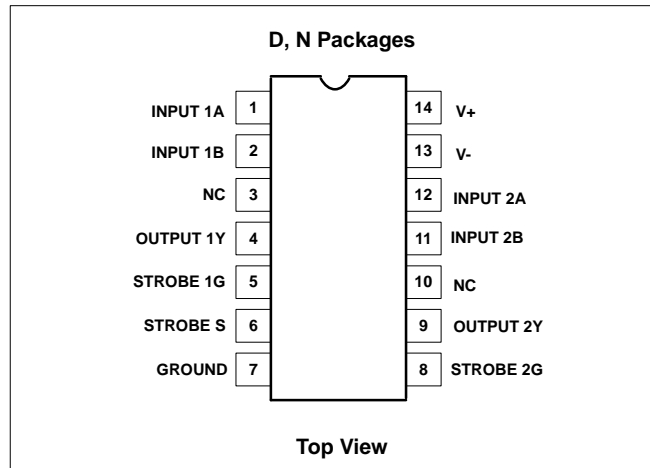 D, N Packages
INPUT 1A 1 14 V+
INPUT 1B 2 13 V-
NC 3 12 INPUT 2A
OUTPUT 1Y 4 11 INPUT 2B
STROBE 1G 5 10 NC
STROBE S 6 9 OUTPUT 2Y
GROUND 7 8 STROBE 2G
Top View